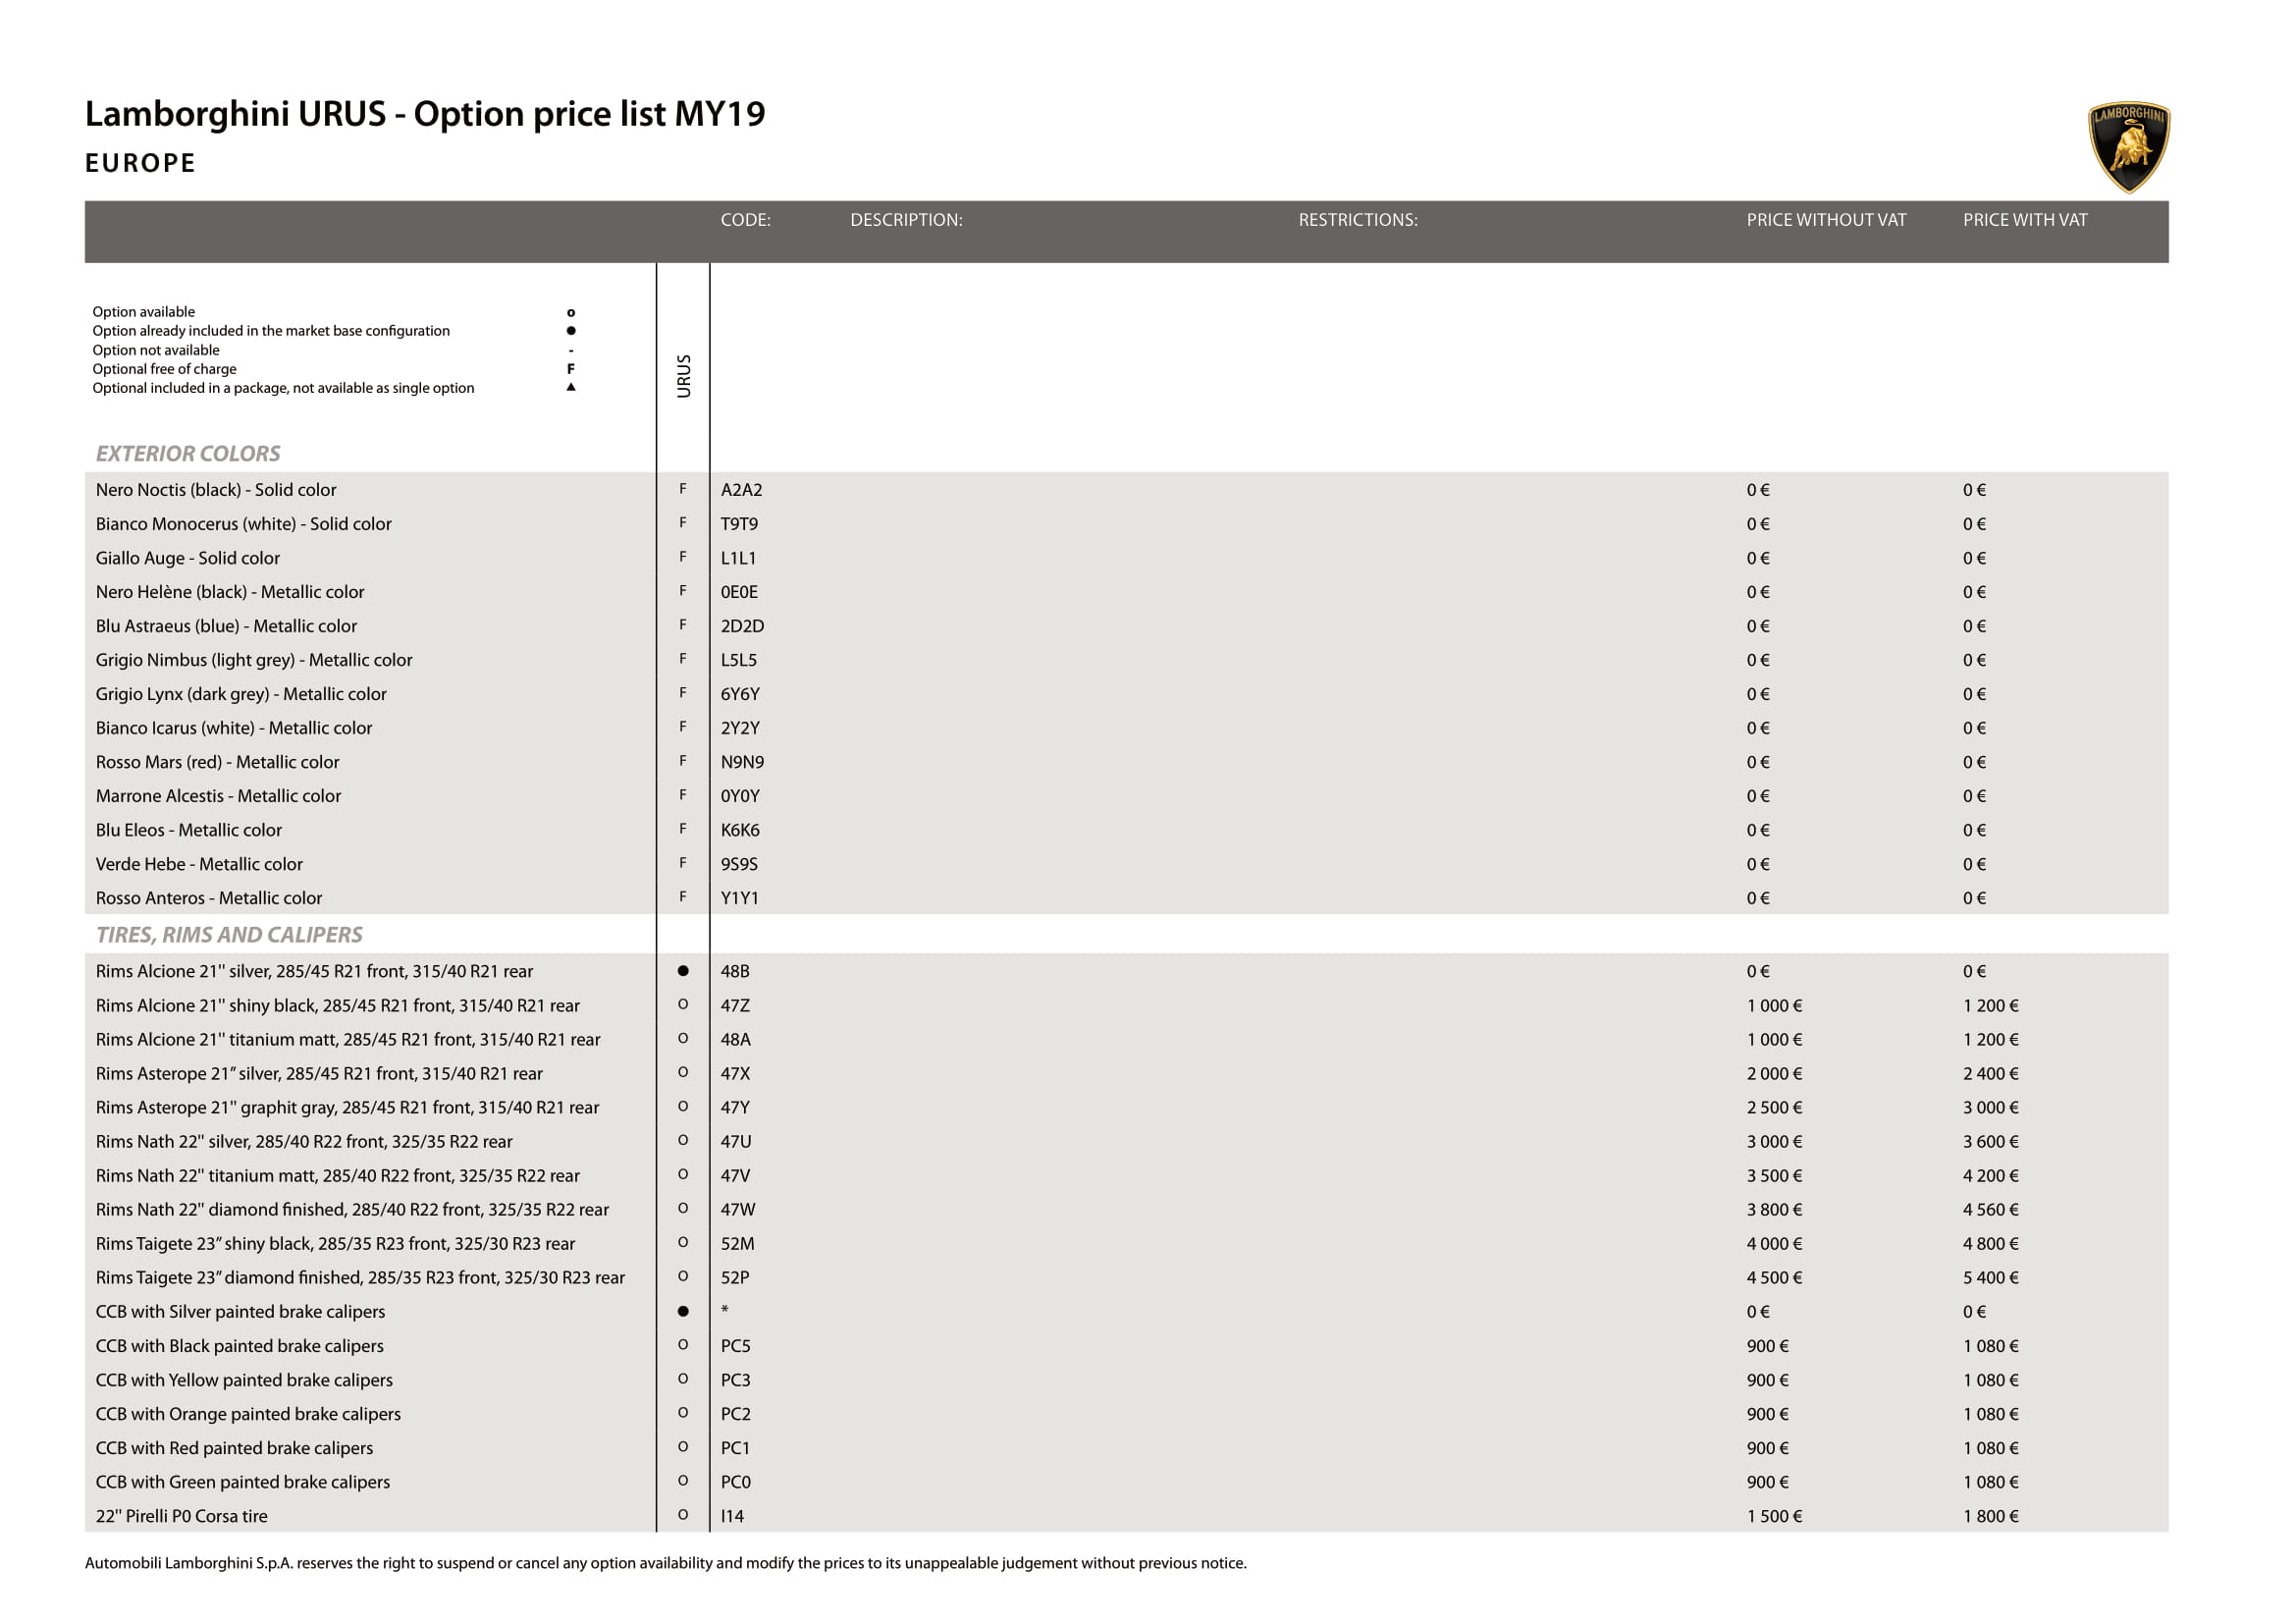 Lamborghini URUS - Option price list MY19
EUROPE
LAMBORGHINI
CODE: DESCRIPTION: RESTRICTIONS: PRICE WITHOUT VAT PRICE WITH VAT
Option available o
Option already included in the market base configuration ●
Option not available -
Optional free of charge F
Optional included in a package, not available as single option ▲
URUS
EXTERIOR COLORS
Nero Noctis (black) - Solid color F A2A2 0 € 0 €
Bianco Monocerus (white) - Solid color F T9T9 0 € 0 €
Giallo Auge - Solid color F L1L1 0 € 0 €
Nero Helène (black) - Metallic color F 0E0E 0 € 0 €
Blu Astraeus (blue) - Metallic color F 2D2D 0 € 0 €
Grigio Nimbus (light grey) - Metallic color F L5L5 0 € 0 €
Grigio Lynx (dark grey) - Metallic color F 6Y6Y 0 € 0 €
Bianco Icarus (white) - Metallic color F 2Y2Y 0 € 0 €
Rosso Mars (red) - Metallic color F N9N9 0 € 0 €
Marrone Alcestis - Metallic color F 0Y0Y 0 € 0 €
Blu Eleos - Metallic color F K6K6 0 € 0 €
Verde Hebe - Metallic color F 9S9S 0 € 0 €
Rosso Anteros - Metallic color F Y1Y1 0 € 0 €
TIRES, RIMS AND CALIPERS
Rims Alcione 21'' silver, 285/45 R21 front, 315/40 R21 rear ● 48B 0 € 0 €
Rims Alcione 21'' shiny black, 285/45 R21 front, 315/40 R21 rear O 47Z 1 000 € 1 200 €
Rims Alcione 21'' titanium matt, 285/45 R21 front, 315/40 R21 rear O 48A 1 000 € 1 200 €
Rims Asterope 21” silver, 285/45 R21 front, 315/40 R21 rear O 47X 2 000 € 2 400 €
Rims Asterope 21'' graphit gray, 285/45 R21 front, 315/40 R21 rear O 47Y 2 500 € 3 000 €
Rims Nath 22'' silver, 285/40 R22 front, 325/35 R22 rear O 47U 3 000 € 3 600 €
Rims Nath 22'' titanium matt, 285/40 R22 front, 325/35 R22 rear O 47V 3 500 € 4 200 €
Rims Nath 22'' diamond finished, 285/40 R22 front, 325/35 R22 rear O 47W 3 800 € 4 560 €
Rims Taigete 23” shiny black, 285/35 R23 front, 325/30 R23 rear O 52M 4 000 € 4 800 €
Rims Taigete 23” diamond finished, 285/35 R23 front, 325/30 R23 rear O 52P 4 500 € 5 400 €
CCB with Silver painted brake calipers ● * 0 € 0 €
CCB with Black painted brake calipers O PC5 900 € 1 080 €
CCB with Yellow painted brake calipers O PC3 900 € 1 080 €
CCB with Orange painted brake calipers O PC2 900 € 1 080 €
CCB with Red painted brake calipers O PC1 900 € 1 080 €
CCB with Green painted brake calipers O PC0 900 € 1 080 €
22'' Pirelli P0 Corsa tire O I14 1 500 € 1 800 €
Automobili Lamborghini S.p.A. reserves the right to suspend or cancel any option availability and modify the prices to its unappealable judgement without previous notice.